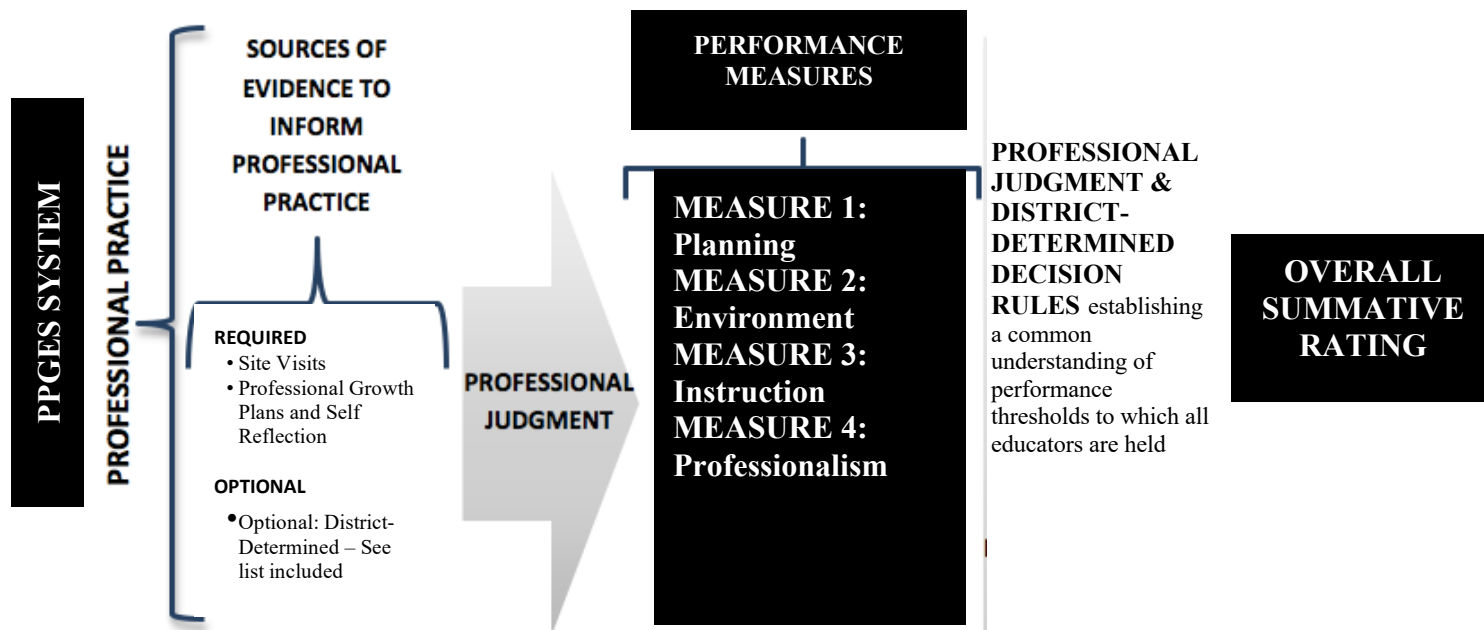 PPGES SYSTEM
PROFESSIONAL PRACTICE
SOURCES OF
EVIDENCE TO
INFORM
PROFESSIONAL
PRACTICE
REQUIRED
• Site Visits
• Professional Growth
Plans and Self
Reflection
OPTIONAL
•Optional: District-
Determined – See
list included
PROFESSIONAL
JUDGMENT
PERFORMANCE
MEASURES
MEASURE 1:
Planning
MEASURE 2:
Environment
MEASURE 3:
Instruction
MEASURE 4:
Professionalism
PROFESSIONAL
JUDGMENT &
DISTRICT-
DETERMINED
DECISION
RULES establishing
a common
understanding of
performance
thresholds to which all
educators are held
OVERALL
SUMMATIVE
RATING